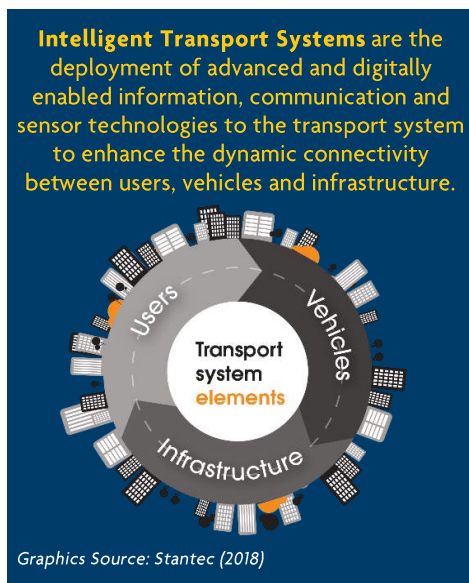 Intelligent Transport Systems are the
deployment of advanced and digitally
enabled information, communication and
sensor technologies to the transport system
to enhance the dynamic connectivity
between users, vehicles and infrastructure.
Users
Vehicles
Transport
system
elements
Infrastructure
Graphics Source: Stantec (2018)